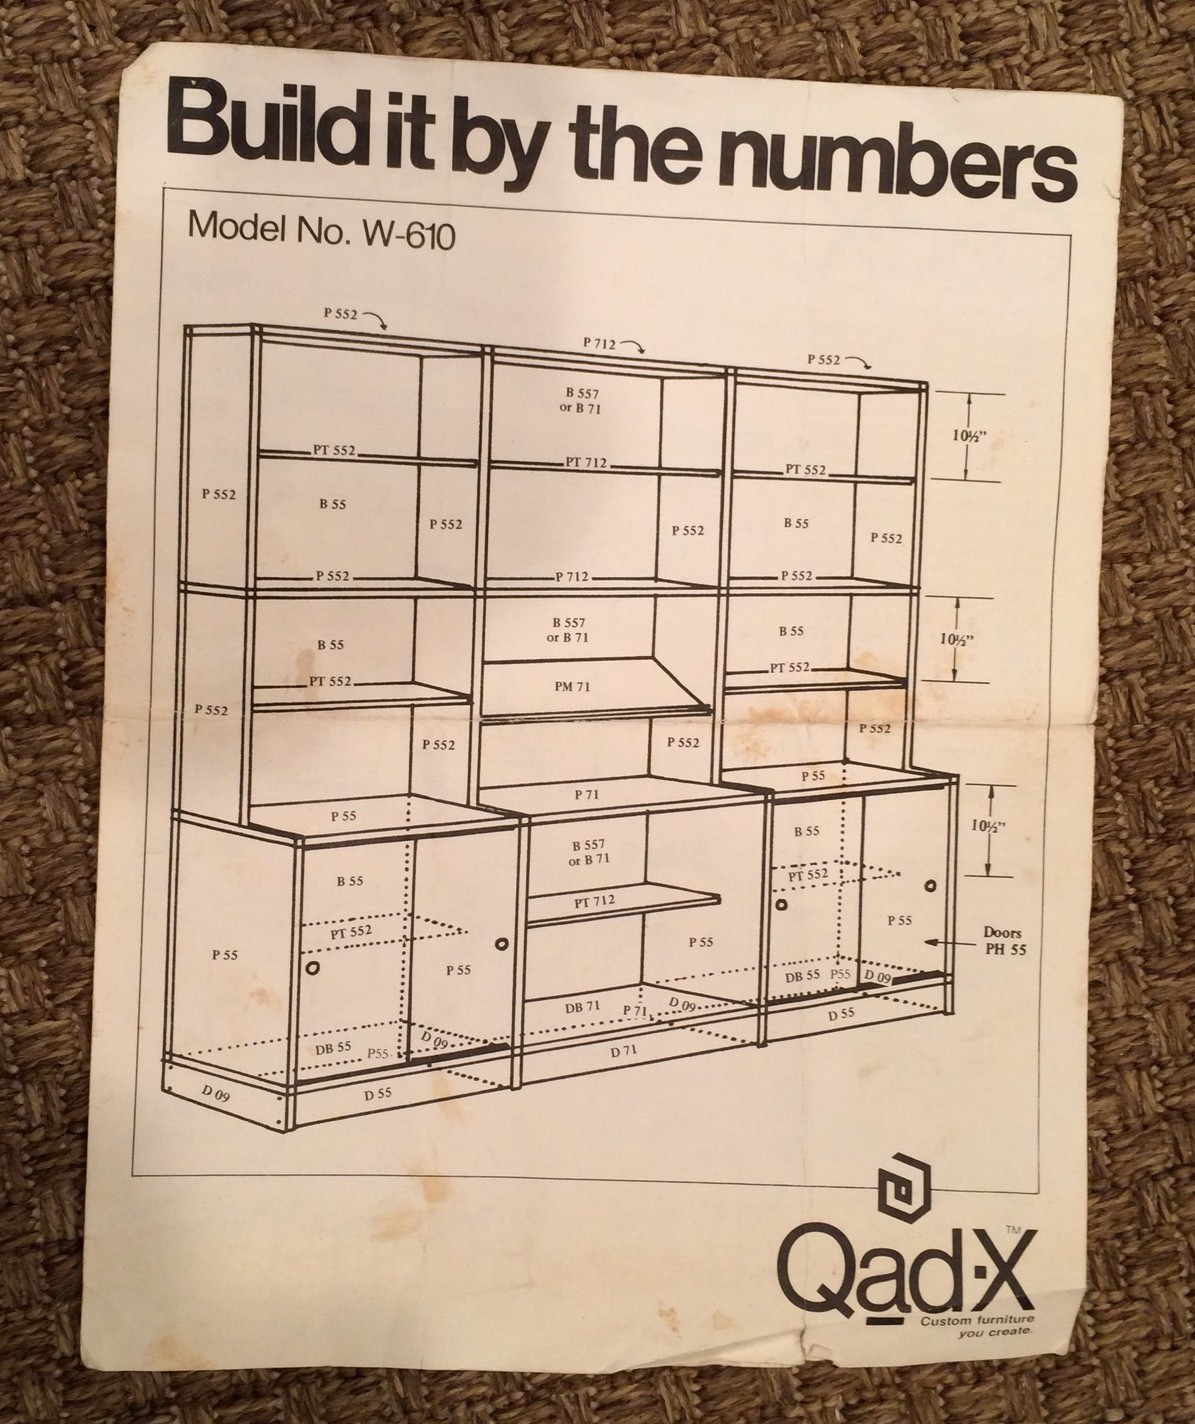 Build it by the numbers
Model No. W-610
P 552
P 712
P 552
B 557
or B 71
10½”
PT 552
PT 712
PT 552
P 552
B 55
P 552
P 552
B 55
P 552
P 552
P 712
P 552
B 55
B 557
or B 71
B 55
10½”
PT 552
PM 71
PT 552
P 552
P 552
P 552
P 552
P 55
P 71
P 55
10½”
B 55
B 557
or B 71
B 55
PT 552
PT 712
PT 552
P 55
P 55
P 55
P 55
Doors
PH 55
DB 55
P55
D 09
DB 71
P 71
D 09
DB 55
P55
D 09
D 09
D 55
D 71
D 55
Qad·X
TM
Custom furniture
you create.